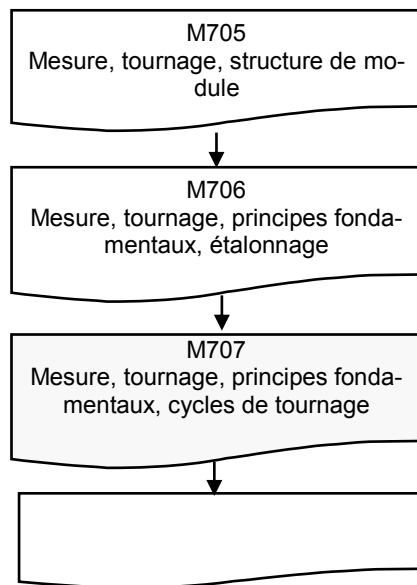 M705
Mesure, tournage, structure de mo-
dule
M706
Mesure, tournage, principes fonda-
mentaux, étalonnage
M707
Mesure, tournage, principes fonda-
mentaux, cycles de tournage